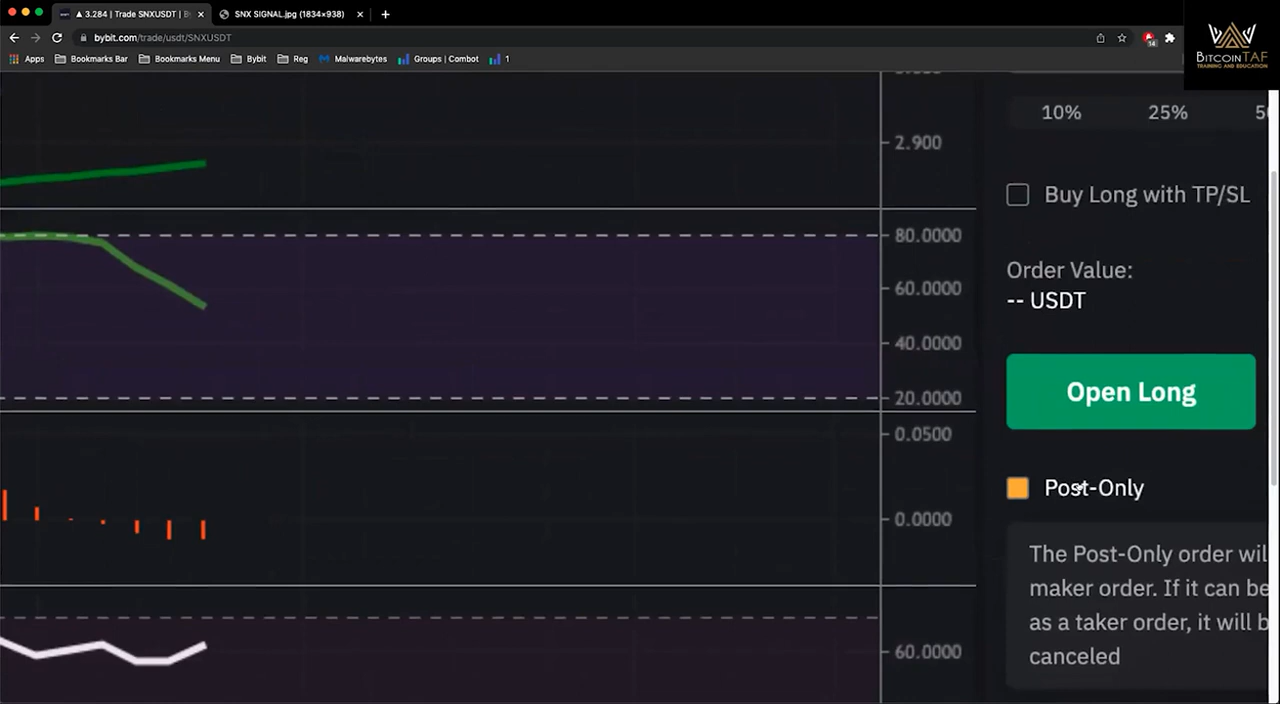 ▲ 3.284 | Trade SNXUSDT | By
SNX SIGNAL.jpg (1834×938)
bybit.com/trade/usdt/SNXUSDT
Apps
Bookmarks Bar
Bookmarks Menu
Bybit
Reg
Malwarebytes
Groups | Combot
1
14
BITCOINTAF
TRAINING AND EDUCATION
10%
25%
2.900
Buy Long with TP/SL
80.0000
60.0000
40.0000
20.0000
Order Value:
-- USDT
Open Long
0.0500
0.0000
Post-Only
The Post-Only order wil
maker order. If it can be
as a taker order, it will b
canceled
60.0000